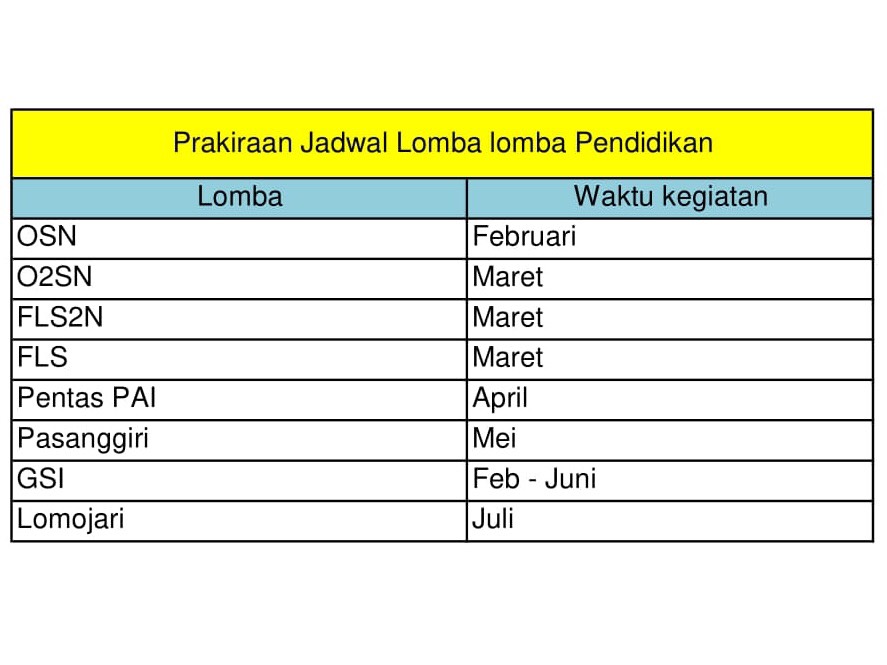 Prakiraan Jadwal Lomba lomba Pendidikan
Lomba Waktu kegiatan
OSN Februari
O2SN Maret
FLS2N Maret
FLS Maret
Pentas PAI April
Pasanggiri Mei
GSI Feb - Juni
Lomojari Juli